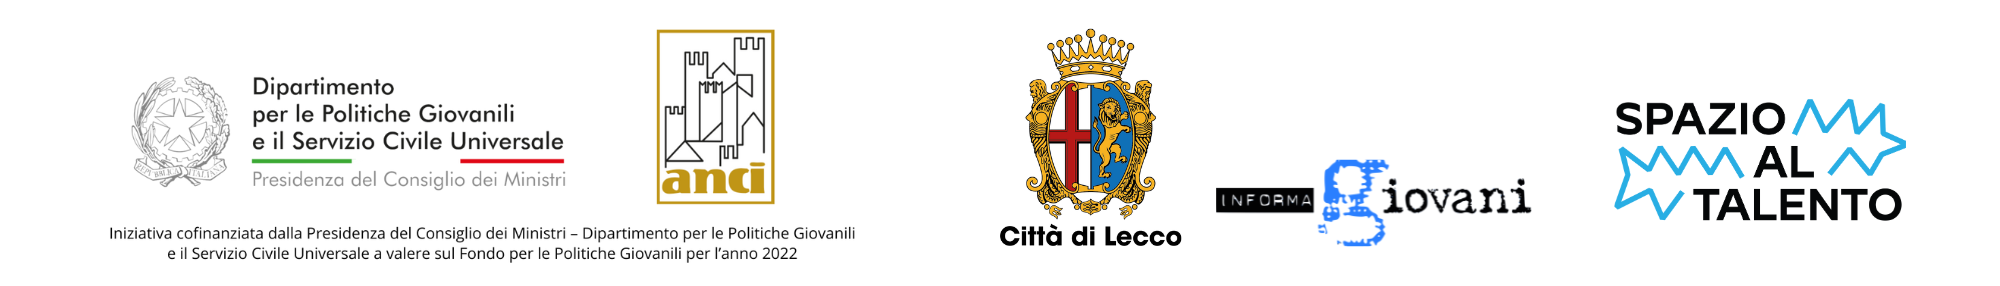 Dipartimento
per le Politiche Giovanili
e il Servizio Civile Universale
Presidenza del Consiglio dei Ministri
REPVBBLICA ITALIANA
anci
Iniziativa cofinanziata dalla Presidenza del Consiglio dei Ministri – Dipartimento per le Politiche Giovanili
e il Servizio Civile Universale a valere sul Fondo per le Politiche Giovanili per l'anno 2022
Città di Lecco
INFORMA giovani
SPAZIO
AL
TALENTO